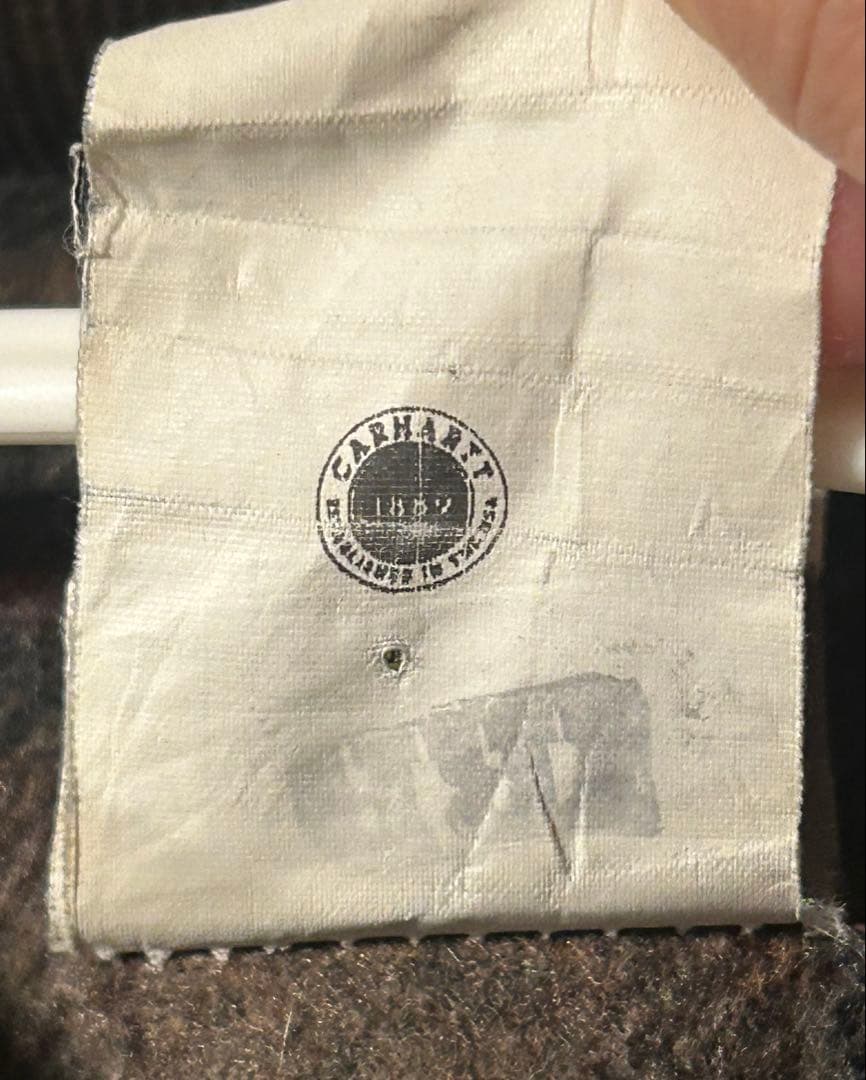 CARHARTT
1889
ESTABLISHED IN THE USA